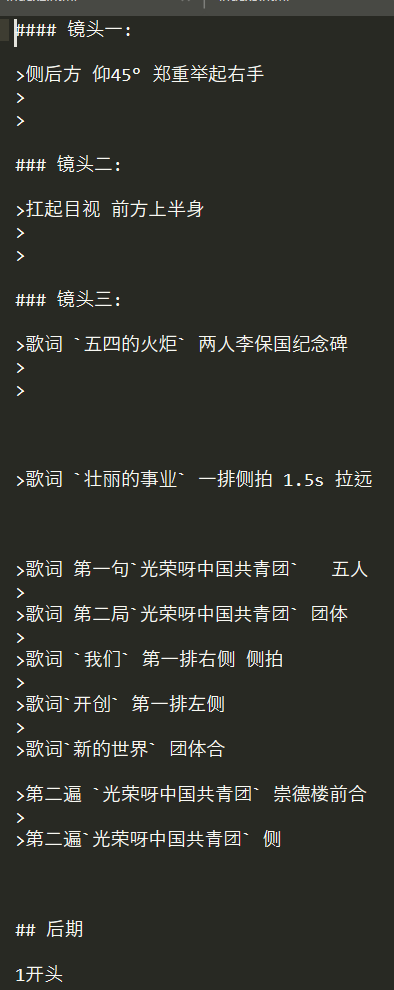 #### 镜头一:
>侧后方 仰45° 郑重举起右手
>
>
### 镜头二:
>扛起目视 前方上半身
>
>
### 镜头三:
>歌词 `五四的火炬` 两人李保国纪念碑
>
>
>歌词 `壮丽的事业` 一排侧拍 1.5s 拉远
>歌词 第一句`光荣呀中国共青团`   五人
>
>歌词 第二局`光荣呀中国共青团` 团体
>
>歌词 `我们` 第一排右侧 侧拍
>
>歌词`开创` 第一排左侧
>
>歌词`新的世界` 团体合
>第二遍 `光荣呀中国共青团` 崇德楼前合
>
>第二遍`光荣呀中国共青团` 侧
## 后期
1开头